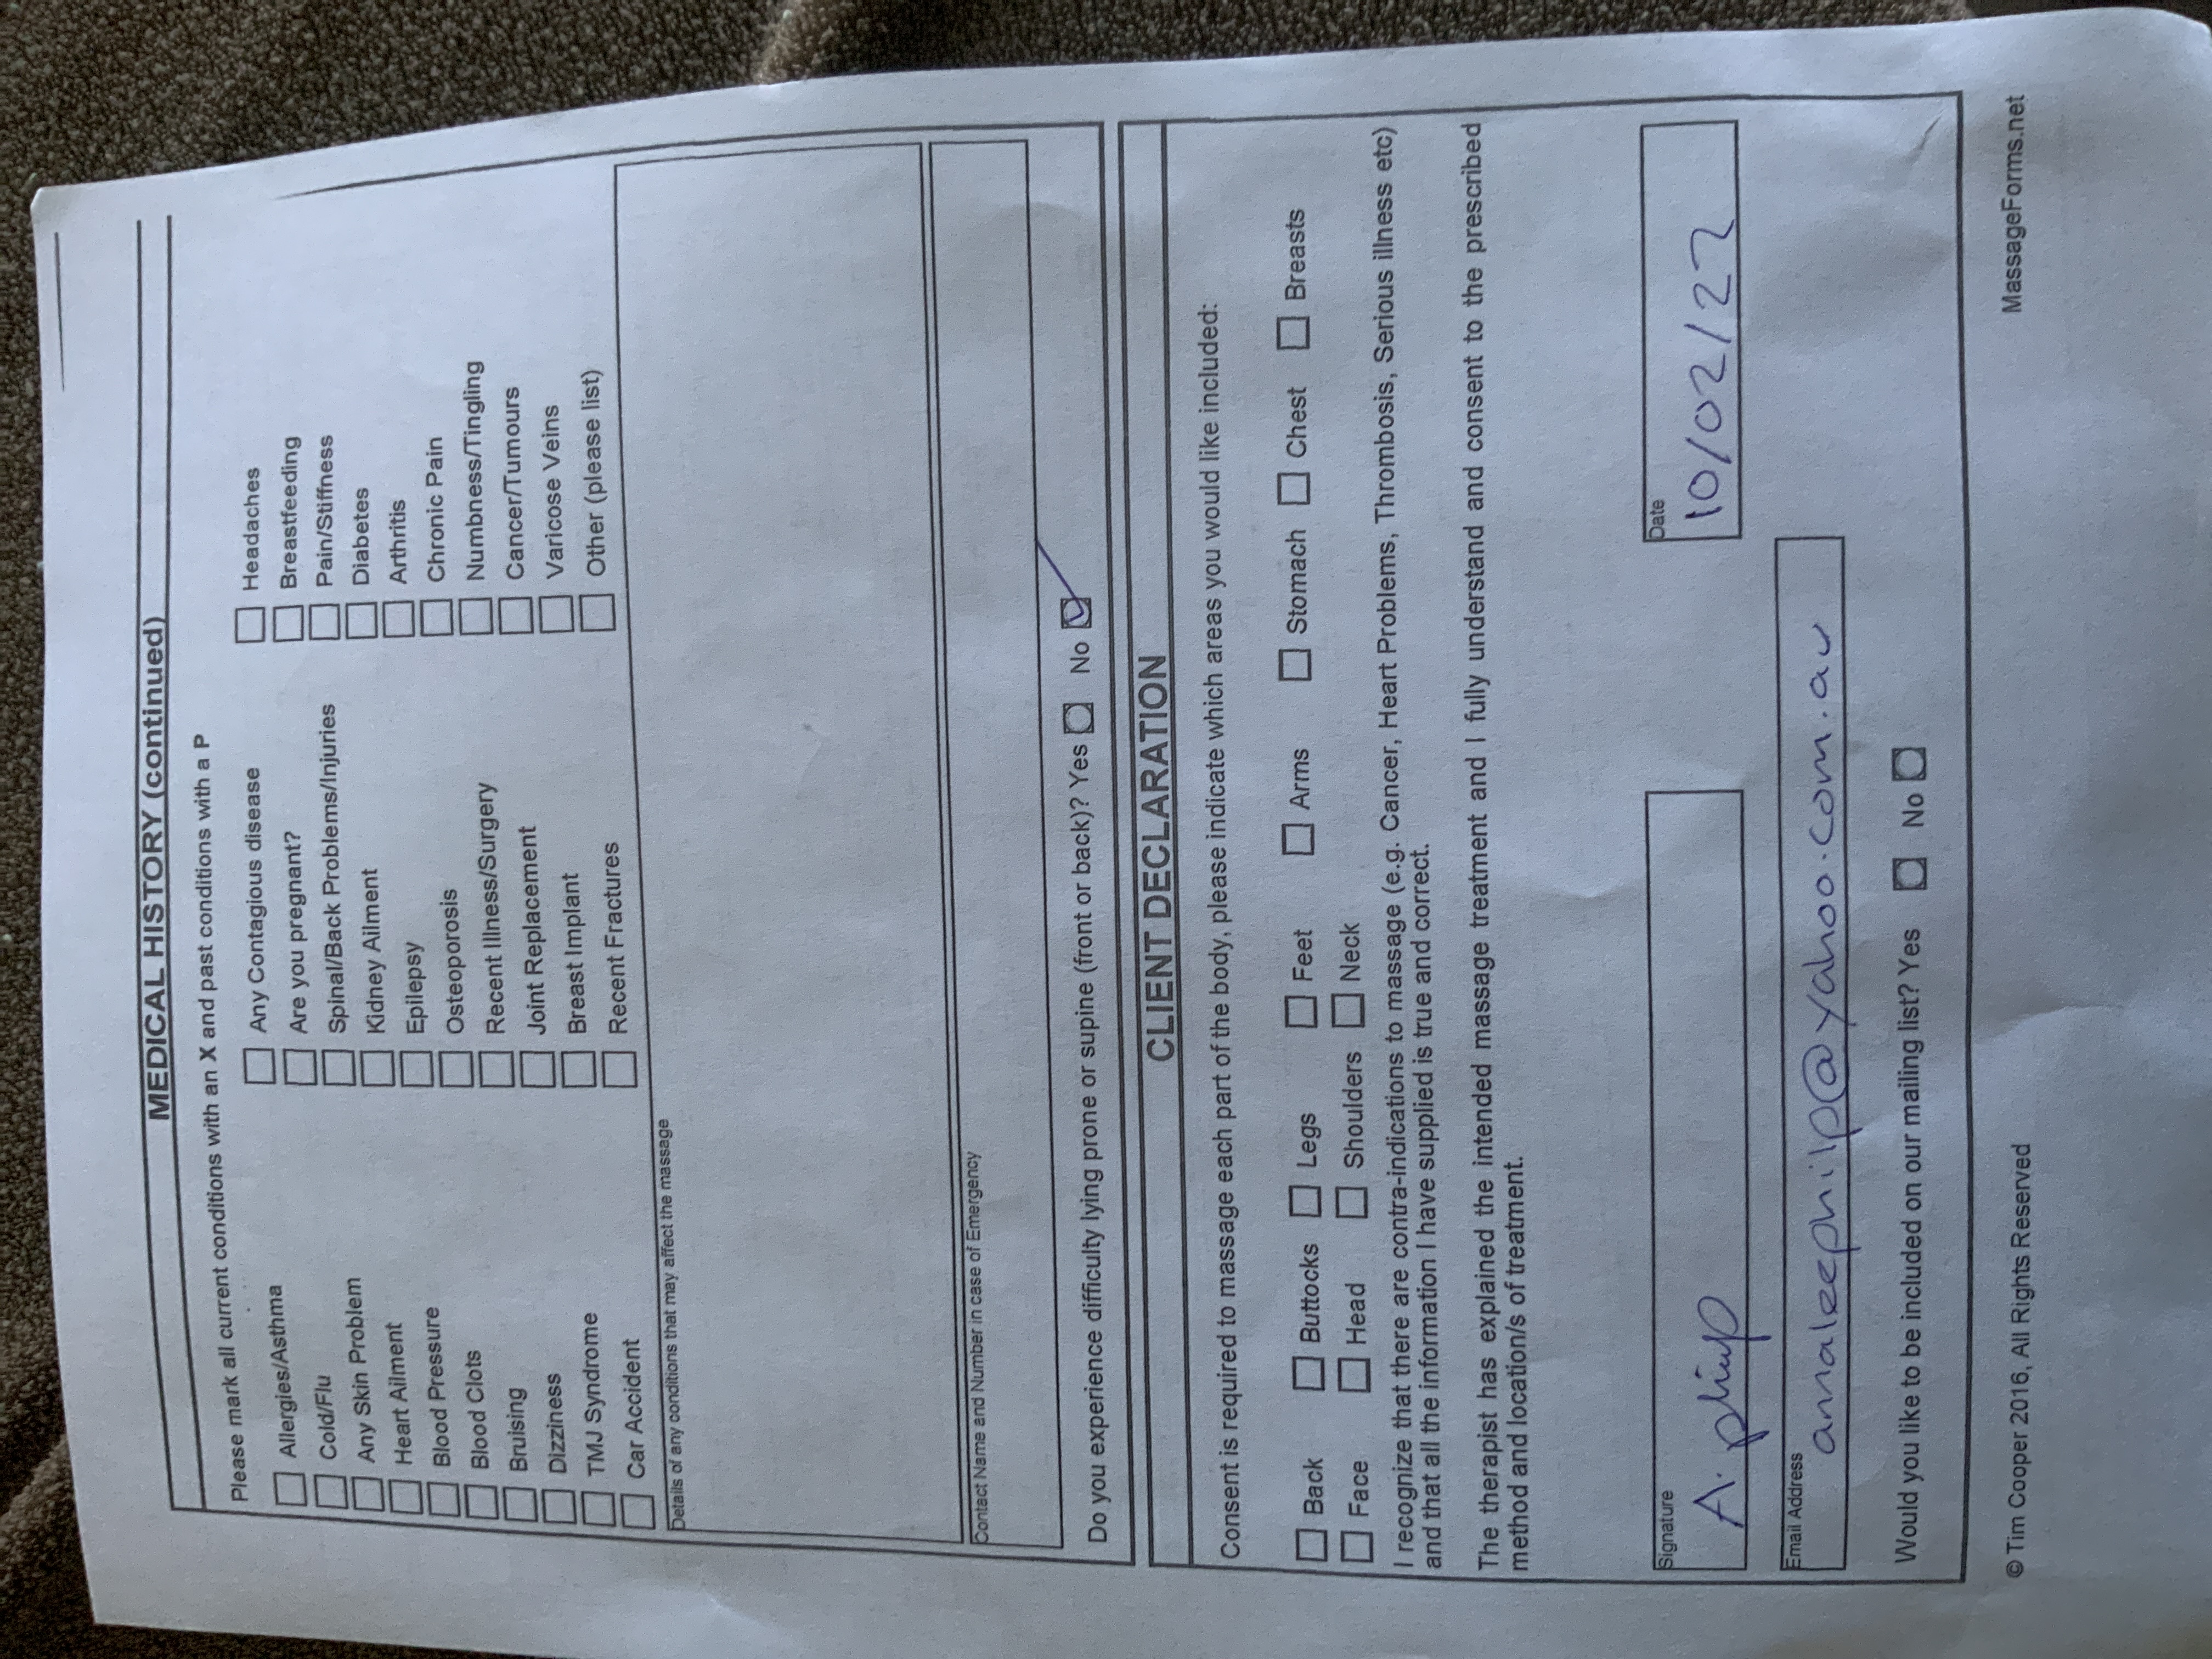 MEDICAL HISTORY (continued)
Please mark all current conditions with an X and past conditions with a P
Allergies/Asthma Any Contagious disease Headaches
Cold/Flu Are you pregnant? Breastfeeding
Any Skin Problem Spinal/Back Problems/Injuries Pain/Stiffness
Heart Ailment Kidney Ailment Diabetes
Blood Pressure Epilepsy Arthritis
Blood Clots Osteoporosis Chronic Pain
Bruising Recent Illness/Surgery Numbness/Tingling
Dizziness Joint Replacement Cancer/Tumours
TMJ Syndrome Breast Implant Varicose Veins
Car Accident Recent Fractures Other (please list)
Details of any conditions that may affect the massage
Contact Name and Number in case of Emergency
Do you experience difficulty lying prone or supine (front or back)? Yes No
CLIENT DECLARATION
Consent is required to massage each part of the body, please indicate which areas you would like included:
Back Buttocks Legs Feet Arms Stomach Chest Breasts
Face Head Shoulders Neck
I recognize that there are contra-indications to massage (e.g. Cancer, Heart Problems, Thrombosis, Serious illness etc)
and that all the information I have supplied is true and correct.
The therapist has explained the intended massage treatment and I fully understand and consent to the prescribed
method and location/s of treatment.
Signature Date
A. philip 10/02/22
Email Address
annaleephilip@yahoo.com.au
Would you like to be included on our mailing list? Yes No
© Tim Cooper 2016, All Rights Reserved MassageForms.net